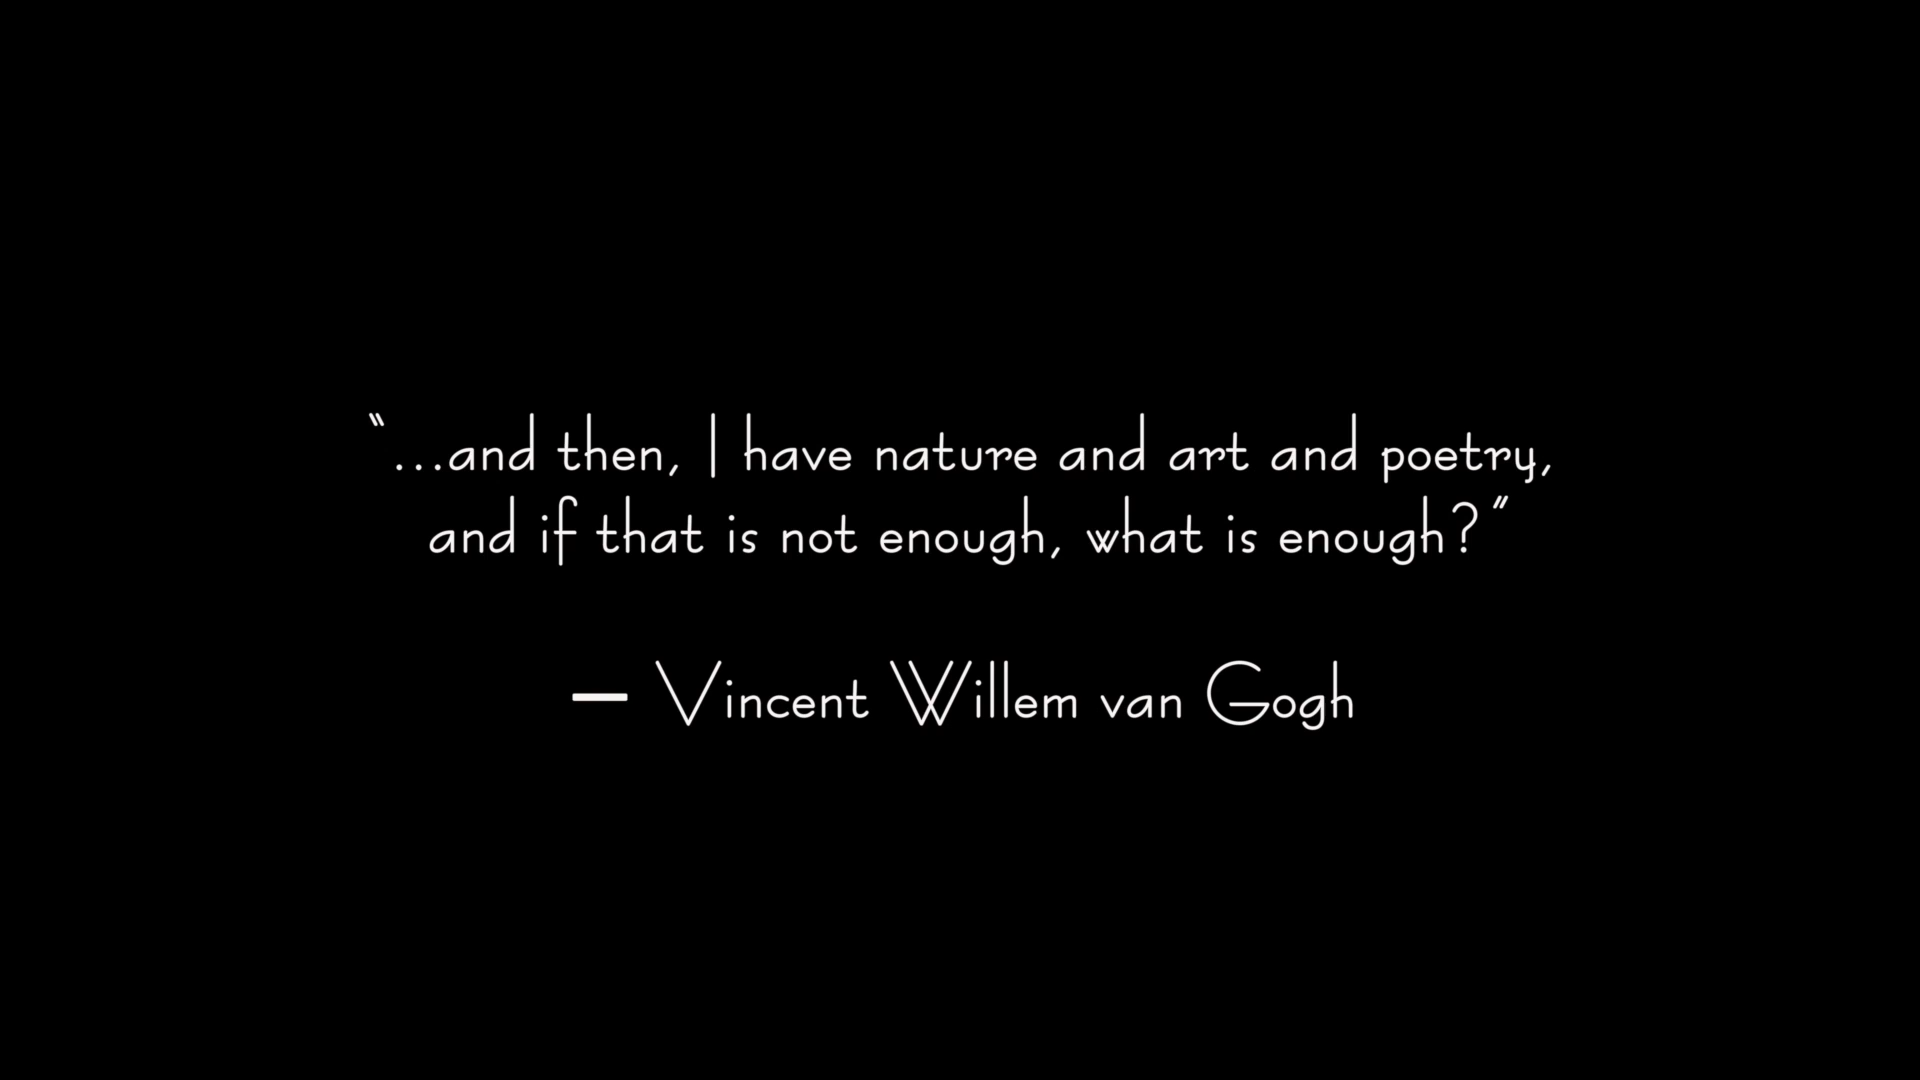 “...and then, I have nature and art and poetry,
and if that is not enough, what is enough?”
— Vincent Willem van Gogh